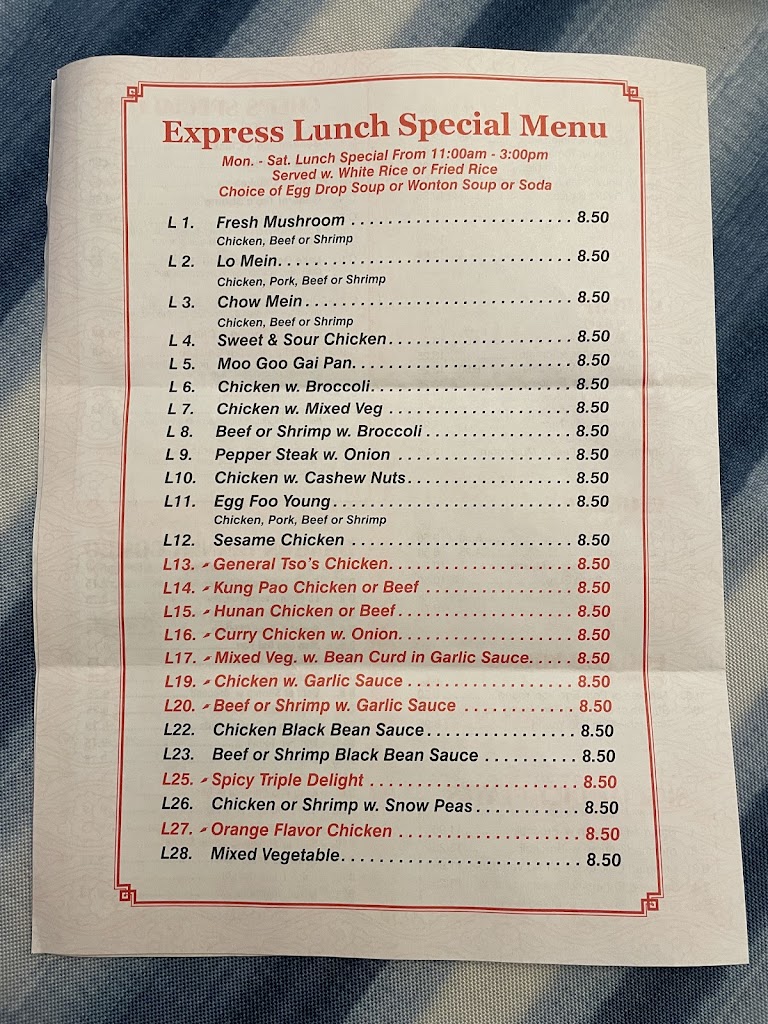 Express Lunch Special Menu
Mon. - Sat. Lunch Special From 11:00am - 3:00pm
Served w. White Rice or Fried Rice
Choice of Egg Drop Soup or Wonton Soup or Soda
L 1. Fresh Mushroom . . . . . . . . . . . . . . . . . . . . . . . . 8.50
Chicken, Beef or Shrimp
L 2. Lo Mein. . . . . . . . . . . . . . . . . . . . . . . . . . . . . . . 8.50
Chicken, Pork, Beef or Shrimp
L 3. Chow Mein . . . . . . . . . . . . . . . . . . . . . . . . . . . . 8.50
Chicken, Beef or Shrimp
L 4. Sweet & Sour Chicken. . . . . . . . . . . . . . . . . . . . 8.50
L 5. Moo Goo Gai Pan. . . . . . . . . . . . . . . . . . . . . . . . 8.50
L 6. Chicken w. Broccoli. . . . . . . . . . . . . . . . . . . . . . 8.50
L 7. Chicken w. Mixed Veg . . . . . . . . . . . . . . . . . . . . 8.50
L 8. Beef or Shrimp w. Broccoli . . . . . . . . . . . . . . . . 8.50
L 9. Pepper Steak w. Onion . . . . . . . . . . . . . . . . . . . 8.50
L10. Chicken w. Cashew Nuts. . . . . . . . . . . . . . . . . . 8.50
L11. Egg Foo Young . . . . . . . . . . . . . . . . . . . . . . . . . 8.50
Chicken, Pork, Beef or Shrimp
L12. Sesame Chicken . . . . . . . . . . . . . . . . . . . . . . . . 8.50
L13. General Tso's Chicken. . . . . . . . . . . . . . . . . . . . 8.50
L14. Kung Pao Chicken or Beef . . . . . . . . . . . . . . . . 8.50
L15. Hunan Chicken or Beef . . . . . . . . . . . . . . . . . . . 8.50
L16. Curry Chicken w. Onion. . . . . . . . . . . . . . . . . . . 8.50
L17. Mixed Veg. w. Bean Curd in Garlic Sauce. . . . . 8.50
L19. Chicken w. Garlic Sauce . . . . . . . . . . . . . . . . . . 8.50
L20. Beef or Shrimp w. Garlic Sauce . . . . . . . . . . . . 8.50
L22. Chicken Black Bean Sauce. . . . . . . . . . . . . . . . 8.50
L23. Beef or Shrimp Black Bean Sauce . . . . . . . . . . 8.50
L25. Spicy Triple Delight . . . . . . . . . . . . . . . . . . . . . . 8.50
L26. Chicken or Shrimp w. Snow Peas . . . . . . . . . . . 8.50
L27. Orange Flavor Chicken . . . . . . . . . . . . . . . . . . . 8.50
L28. Mixed Vegetable. . . . . . . . . . . . . . . . . . . . . . . . . 8.50